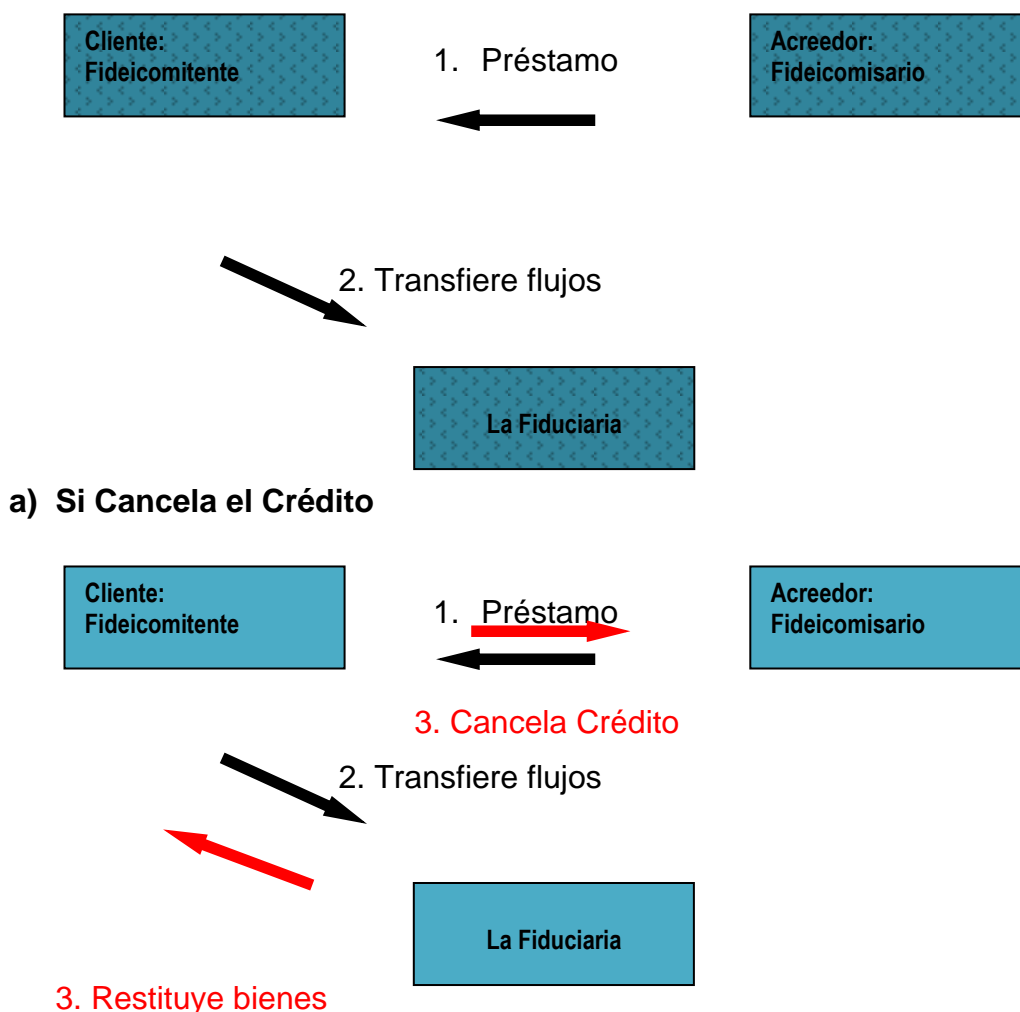 Cliente:
Fideicomitente
1. Préstamo
Acreedor:
Fideicomisario
2. Transfiere flujos
La Fiduciaria
a) Si Cancela el Crédito
Cliente:
Fideicomitente
1. Préstamo
Acreedor:
Fideicomisario
3. Cancela Crédito
2. Transfiere flujos
La Fiduciaria
3. Restituye bienes